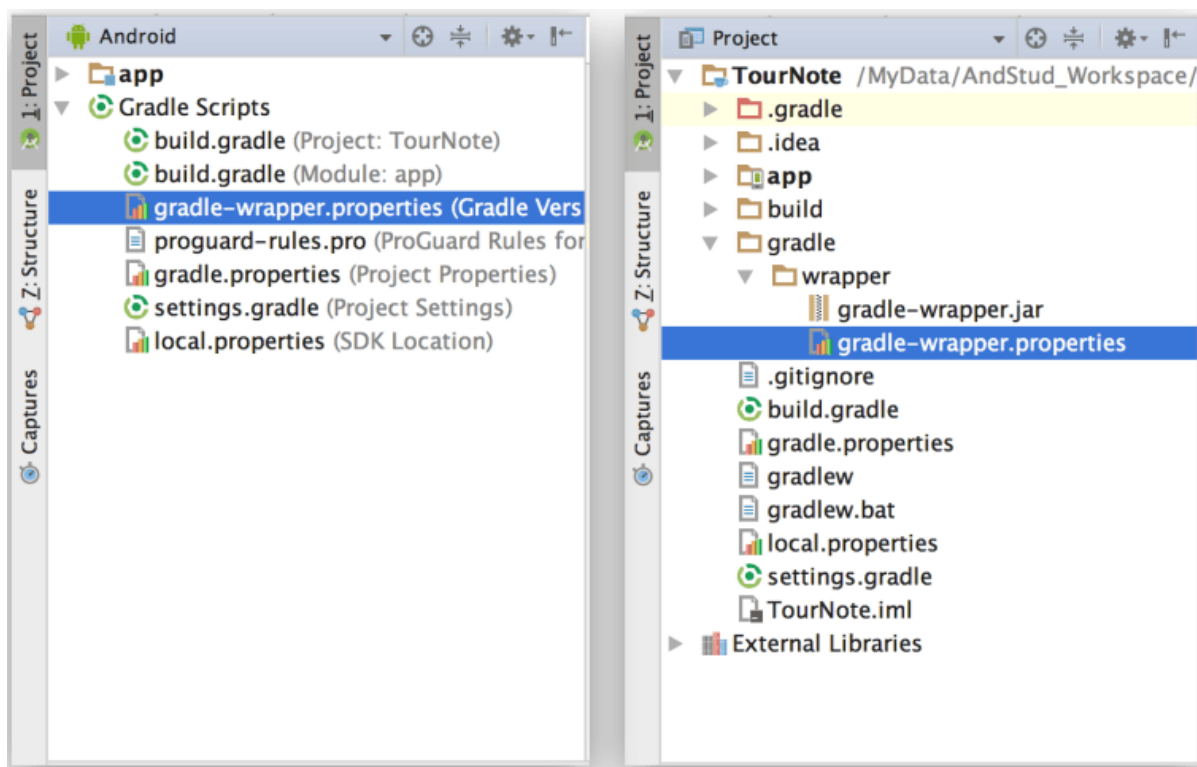 1: Project
Z: Structure
Captures
Android
app
Gradle Scripts
build.gradle (Project: TourNote)
build.gradle (Module: app)
gradle-wrapper.properties (Gradle Vers
proguard-rules.pro (ProGuard Rules for
gradle.properties (Project Properties)
settings.gradle (Project Settings)
local.properties (SDK Location)
1: Project
Z: Structure
Captures
Project
TourNote /MyData/AndStud_Workspace/
.gradle
.idea
app
build
gradle
wrapper
gradle-wrapper.jar
gradle-wrapper.properties
.gitignore
build.gradle
gradle.properties
gradlew
gradlew.bat
local.properties
settings.gradle
TourNote.iml
External Libraries